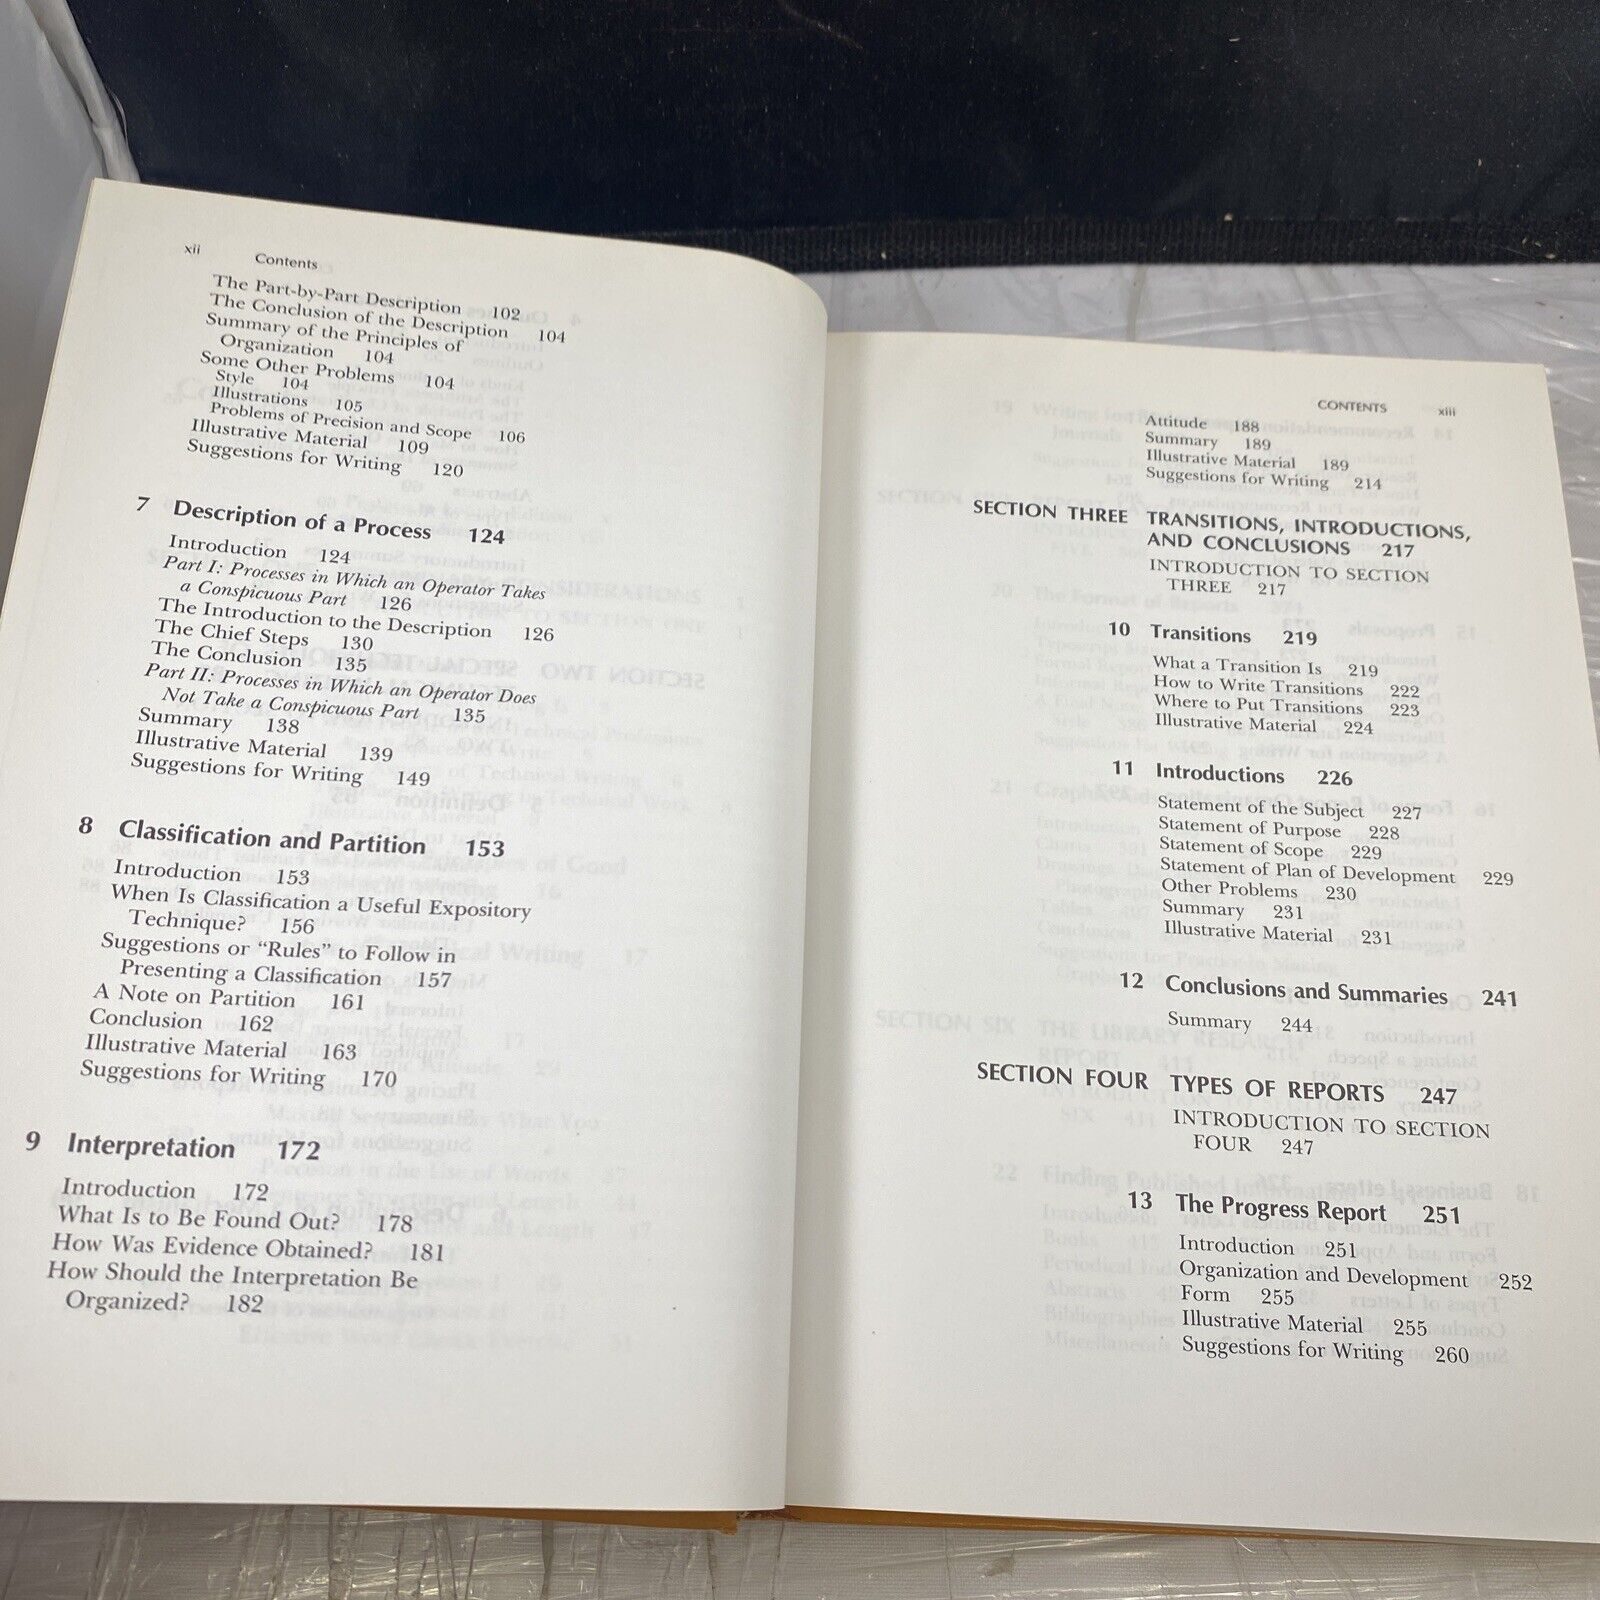 xii Contents
The Part-by-Part Description 102
The Conclusion of the Description 104
Summary of the Principles of
Organization 104
Some Other Problems 104
Style 104
Illustrations 105
Problems of Precision and Scope 106
Illustrative Material 109
Suggestions for Writing 120
7 Description of a Process 124
Introduction 124
Part I: Processes in Which an Operator Takes
a Conspicuous Part 126
The Introduction to the Description 126
The Chief Steps 130
The Conclusion 135
Part II: Processes in Which an Operator Does
Not Take a Conspicuous Part 135
Summary 138
Illustrative Material 139
Suggestions for Writing 149
8 Classification and Partition 153
Introduction 153
When Is Classification a Useful Expository
Technique? 156
Suggestions or “Rules” to Follow in
Presenting a Classification 157
A Note on Partition 161
Conclusion 162
Illustrative Material 163
Suggestions for Writing 170
9 Interpretation 172
Introduction 172
What Is to Be Found Out? 178
How Was Evidence Obtained? 181
How Should the Interpretation Be
Organized? 182
CONTENTS xiii
Attitude 188
Summary 189
Illustrative Material 189
Suggestions for Writing 214
SECTION THREE TRANSITIONS, INTRODUCTIONS,
AND CONCLUSIONS 217
INTRODUCTION TO SECTION
THREE 217
10 Transitions 219
What a Transition Is 219
How to Write Transitions 222
Where to Put Transitions 223
Illustrative Material 224
11 Introductions 226
Statement of the Subject 227
Statement of Purpose 228
Statement of Scope 229
Statement of Plan of Development 229
Other Problems 230
Summary 231
Illustrative Material 231
12 Conclusions and Summaries 241
Summary 244
SECTION FOUR TYPES OF REPORTS 247
INTRODUCTION TO SECTION
FOUR 247
13 The Progress Report 251
Introduction 251
Organization and Development 252
Form 255
Illustrative Material 255
Suggestions for Writing 260